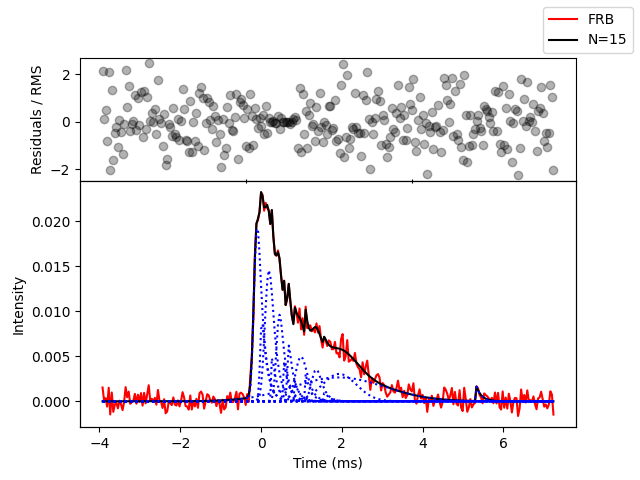 FRB
N=15
Residuals / RMS
2
0
−2
Intensity
0.020
0.015
0.010
0.005
0.000
−4 −2 0 2 4 6
Time (ms)